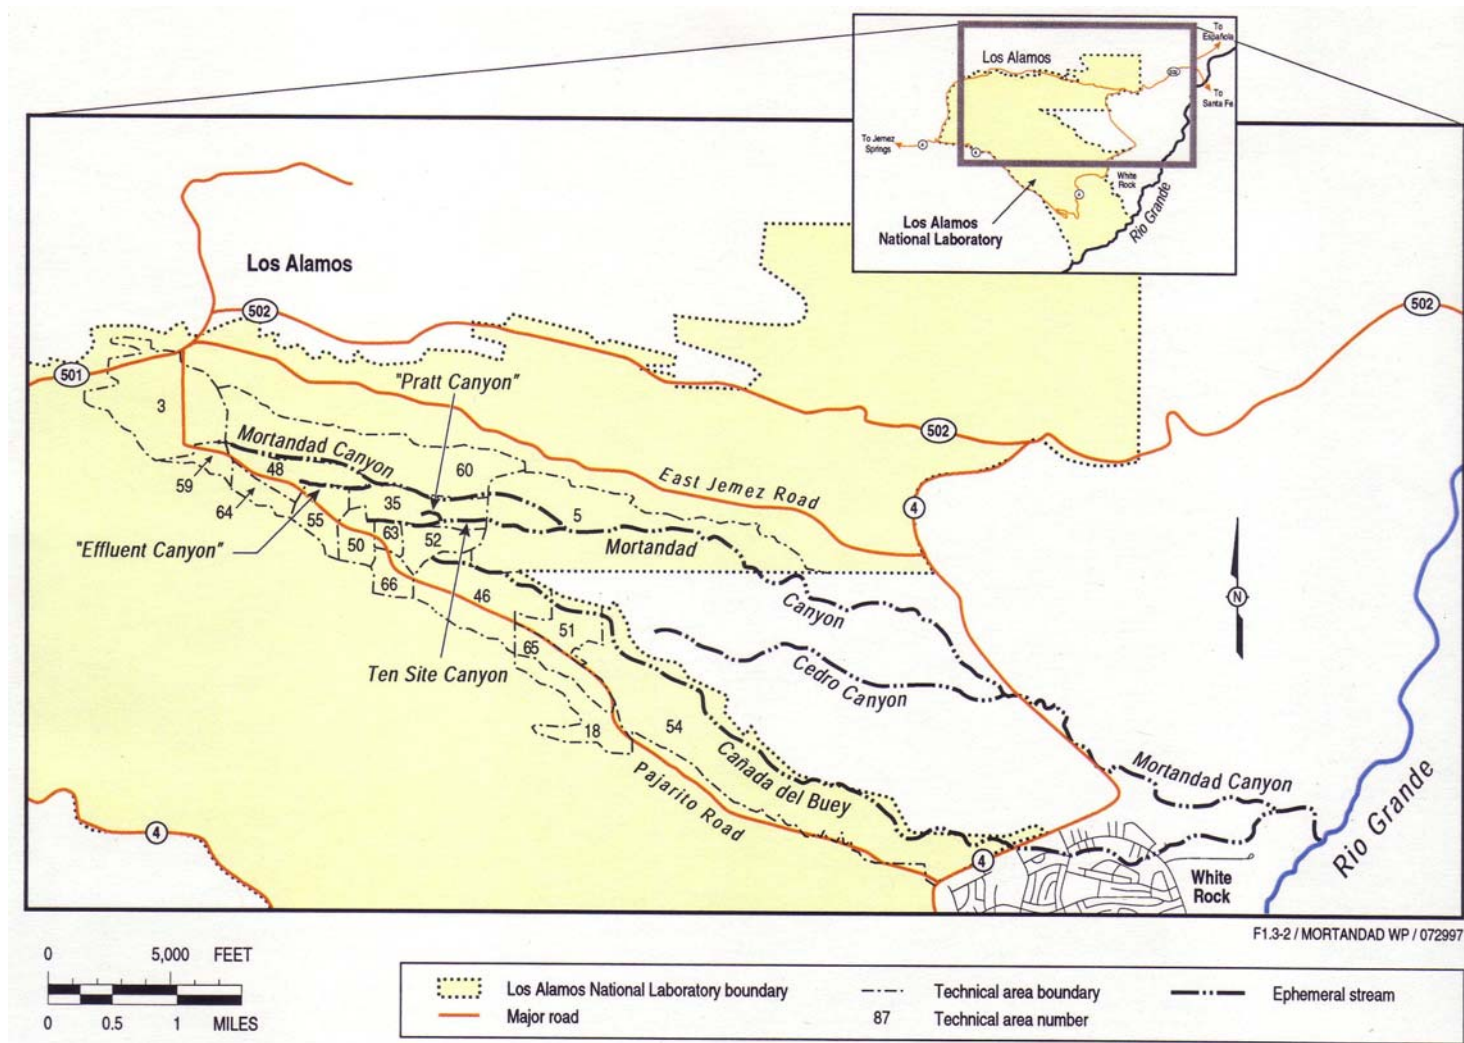 To
Española
Los Alamos
502
To
Santa Fe
To Jemez
Springs
4
4
White
Rock
4
Los Alamos
National Laboratory
Rio Grande
Los Alamos
502
502
501
"Pratt Canyon"
3
502
Mortandad Canyon
60
48
59
East Jemez Road
35
64
4
5
55
"Effluent Canyon"
63
52
50
Mortandad
66
46
N
Canyon
51
65
Cedro Canyon
Ten Site Canyon
54
18
Cañada del Buey
Mortandad Canyon
Pajarito Road
Rio Grande
4
4
White
Rock
F1.3-2 / MORTANDAD WP / 072997
0 5,000 FEET
0 0.5 1 MILES
Los Alamos National Laboratory boundary
Technical area boundary
Ephemeral stream
Major road
87 Technical area number